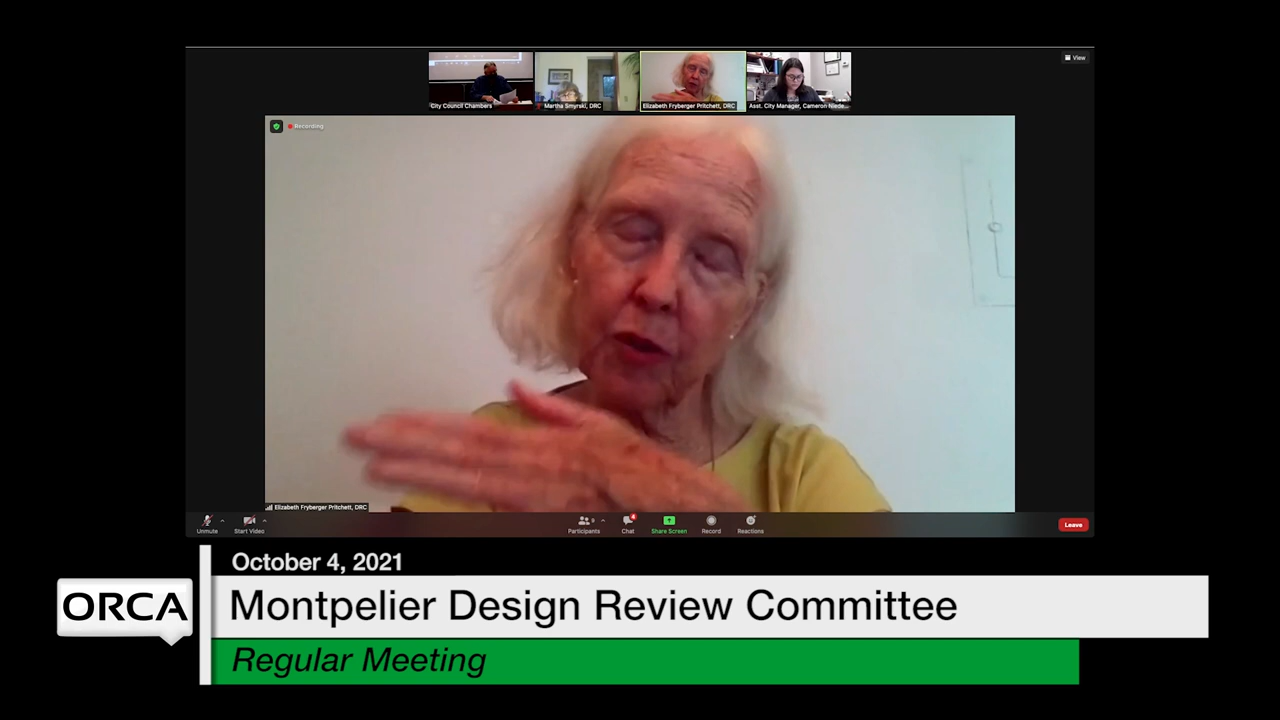 View
City Council Chambers
Martha Smyrski, DRC
Elizabeth Fryberger Pritchett, DRC
Asst. City Manager, Cameron Niede...
Recording
Elizabeth Fryberger Pritchett, DRC
Unmute
Start Video
Participants
9
Chat
4
Share Screen
Record
Reactions
Leave
October 4, 2021
ORCA
Montpelier Design Review Committee
Regular Meeting